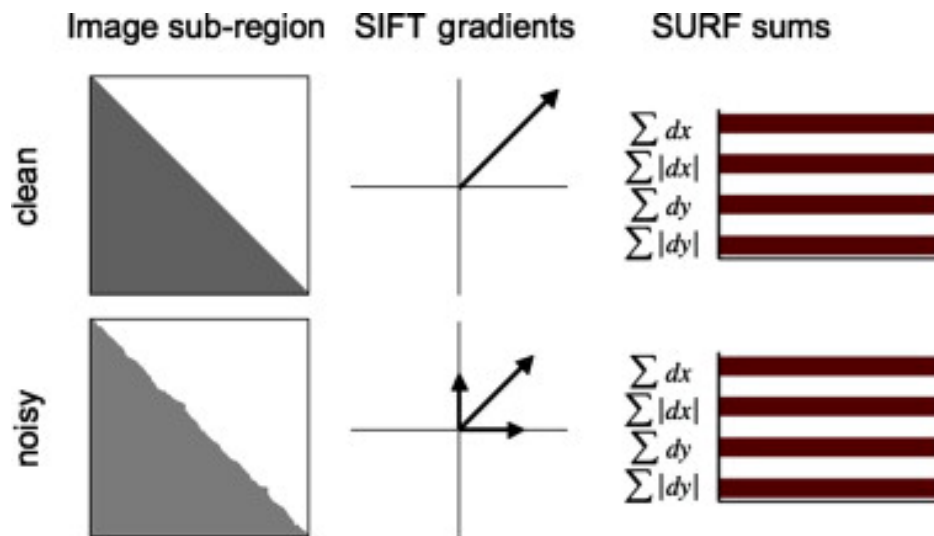 Image sub-region SIFT gradients SURF sums
clean
∑ dx
∑ |dx|
∑ dy
∑ |dy|
noisy
∑ dx
∑ |dx|
∑ dy
∑ |dy|